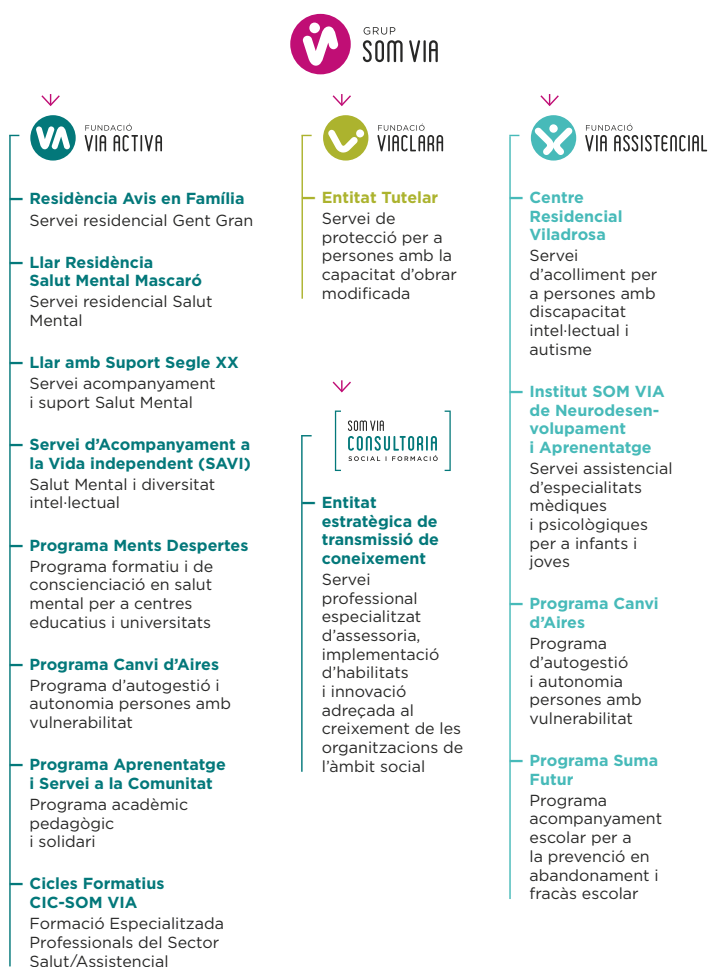 GRUP
SOM VIA
FUNDACIÓ
VIA ACTIVA
Residència Avis en Família
Servei residencial Gent Gran
Llar Residència
Salut Mental Mascaró
Servei residencial Salut
Mental
Llar amb Suport Segle XX
Servei acompanyament
i suport Salut Mental
Servei d'Acompanyament a
la Vida independent (SAVI)
Salut Mental i diversitat
intel·lectual
Programa Ments Despertes
Programa formatiu i de
conscienciació en salut
mental per a centres
educatius i universitats
Programa Canvi d'Aires
Programa d'autogestió i
autonomia persones amb
vulnerabilitat
Programa Aprenentatge
i Servei a la Comunitat
Programa acadèmic
pedagògic
i solidari
Cicles Formatius
CIC-SOM VIA
Formació Especialitzada
Professionals del Sector
Salut/Assistencial
FUNDACIÓ
VIACLARA
Entitat Tutelar
Servei de
protecció per a
persones amb la
capacitat d'obrar
modificada
SOM VIA
CONSULTORIA
SOCIAL I FORMACIÓ
Entitat
estratègica de
transmissió de
coneixement
Servei
professional
especialitzat
d'assessoria,
implementació
d'habilitats
i innovació
adreçada al
creixement de les
organitzacions de
l'àmbit social
FUNDACIÓ
VIA ASSISTENCIAL
Centre
Residencial
Viladrosa
Servei
d'acolliment per
a persones amb
discapacitat
intel·lectual i
autisme
Institut SOM VIA
de Neurodesen-
volupament
i Aprenentatge
Servei assistencial
d'especialitats
mèdiques
i psicològiques
per a infants i
joves
Programa Canvi
d'Aires
Programa
d'autogestió
i autonomia
persones amb
vulnerabilitat
Programa Suma
Futur
Programa
acompanyament
escolar per a
la prevenció en
abandonament i
fracàs escolar